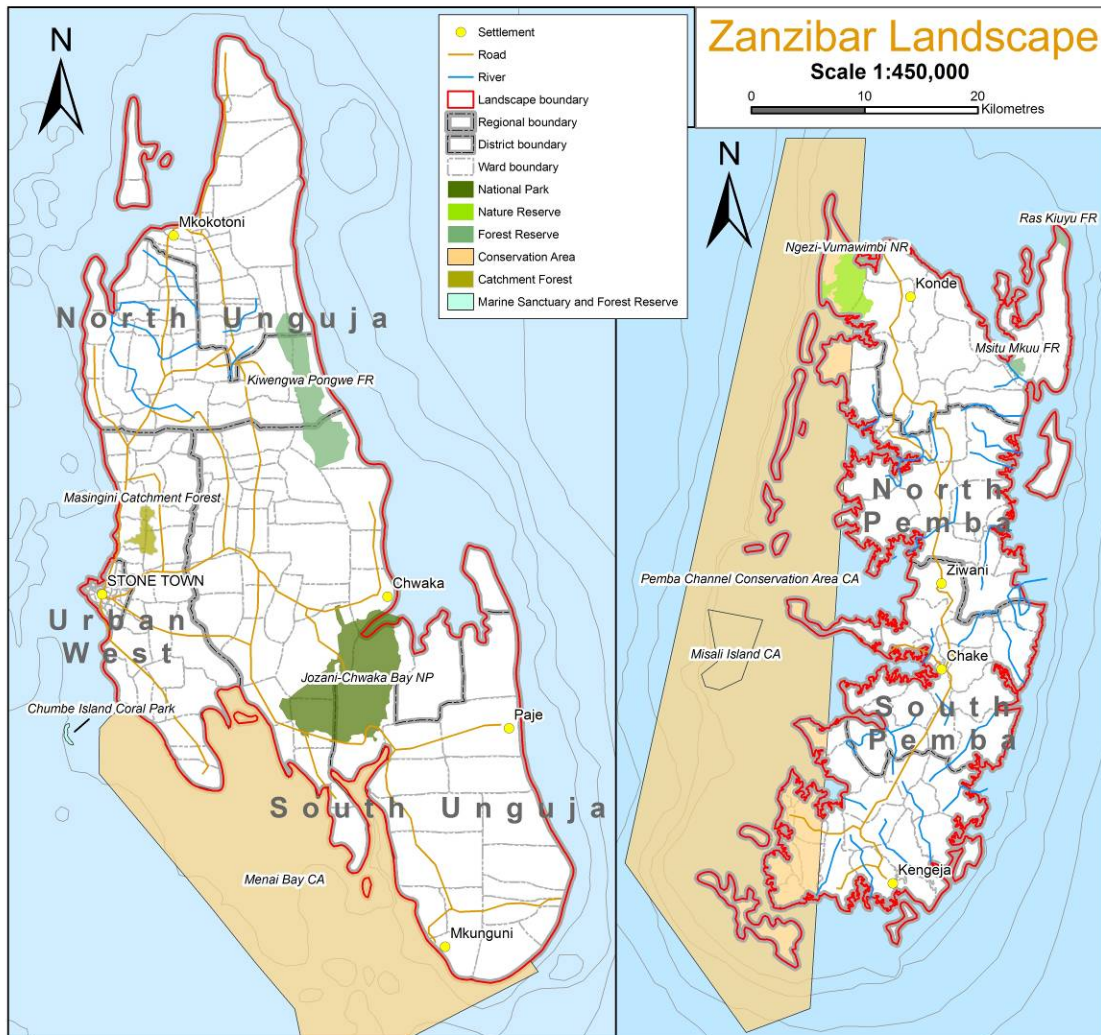 Zanzibar Landscape
Scale 1:450,000
0 10 20
Kilometres
N
Settlement
Road
River
Landscape boundary
Regional boundary
District boundary
Ward boundary
National Park
Nature Reserve
Forest Reserve
Conservation Area
Catchment Forest
Marine Sanctuary and Forest Reserve
Mkokotoni
North Unguja
Kiwengwa Pongwe FR
Masingini Catchment Forest
STONE TOWN
Chwaka
Urban
West
Jozani-Chwaka Bay NP
Chumbe Island Coral Park
Paje
South Unguja
Menai Bay CA
Mkunguni
N
Ras Kiuyu FR
Ngezi-Vumawimbi NR
Konde
Msitu Mkuu FR
North
Pemba
Ziwani
Pemba Channel Conservation Area CA
Misali Island CA
Chake
South
Pemba
Kengeja